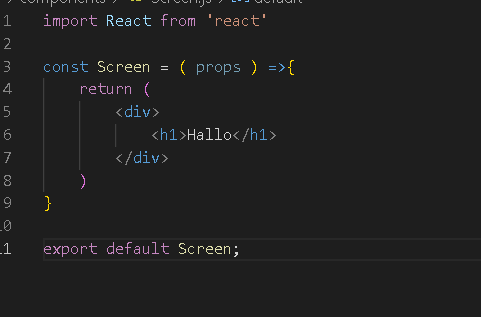 components > Screen.js > default
1 import React from 'react'
2
3 const Screen = ( props ) =>{
4     return (
5         <div>
6             <h1>Hallo</h1>
7         </div>
8     )
9 }
10
11 export default Screen;